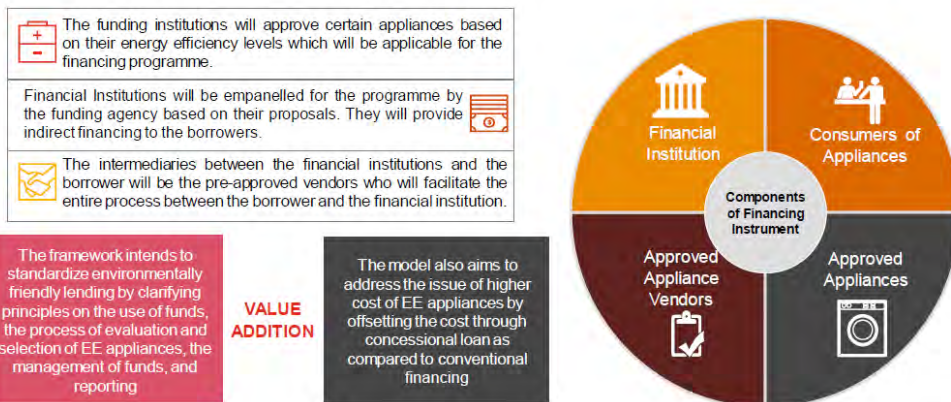 The funding institutions will approve certain appliances based
on their energy efficiency levels which will be applicable for the
financing programme.
Financial Institutions will be empanelled for the programme by
the funding agency based on their proposals. They will provide
indirect financing to the borrowers.
The intermediaries between the financial institutions and the
borrower will be the pre-approved vendors who will facilitate the
entire process between the borrower and the financial institution.
The framework intends to
standardize environmentally
friendly lending by clarifying
principles on the use of funds,
the process of evaluation and
selection of EE appliances, the
management of funds, and
reporting
VALUE
ADDITION
The model also aims to
address the issue of higher
cost of EE appliances by
offsetting the cost through
concessional loan as
compared to conventional
financing
Financial
Institution
Consumers of
Appliances
Components
of Financing
Instrument
Approved
Appliance
Vendors
Approved
Appliances